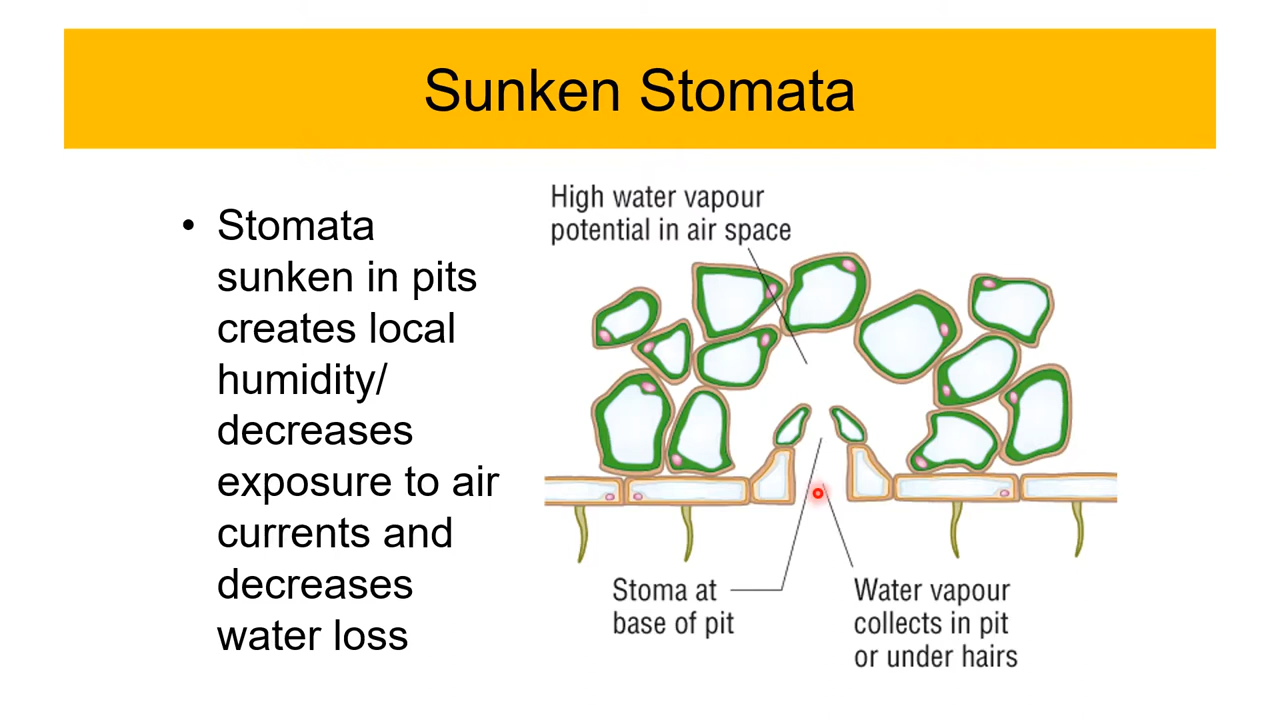 Sunken Stomata
• Stomata
sunken in pits
creates local
humidity/
decreases
exposure to air
currents and
decreases
water loss
High water vapour
potential in air space
Stoma at
base of pit
Water vapour
collects in pit
or under hairs